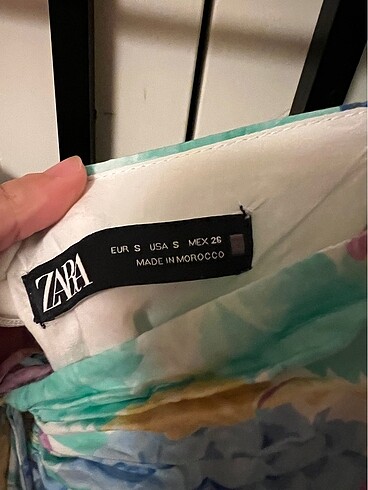 ZARA
EUR S USA S MEX 26
MADE IN MOROCCO